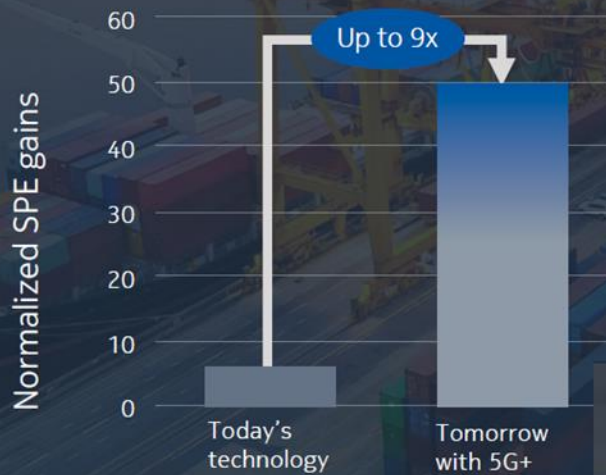 Normalized SPE gains
60
50
40
30
20
10
0
Up to 9x
Today's
technology
Tomorrow
with 5G+